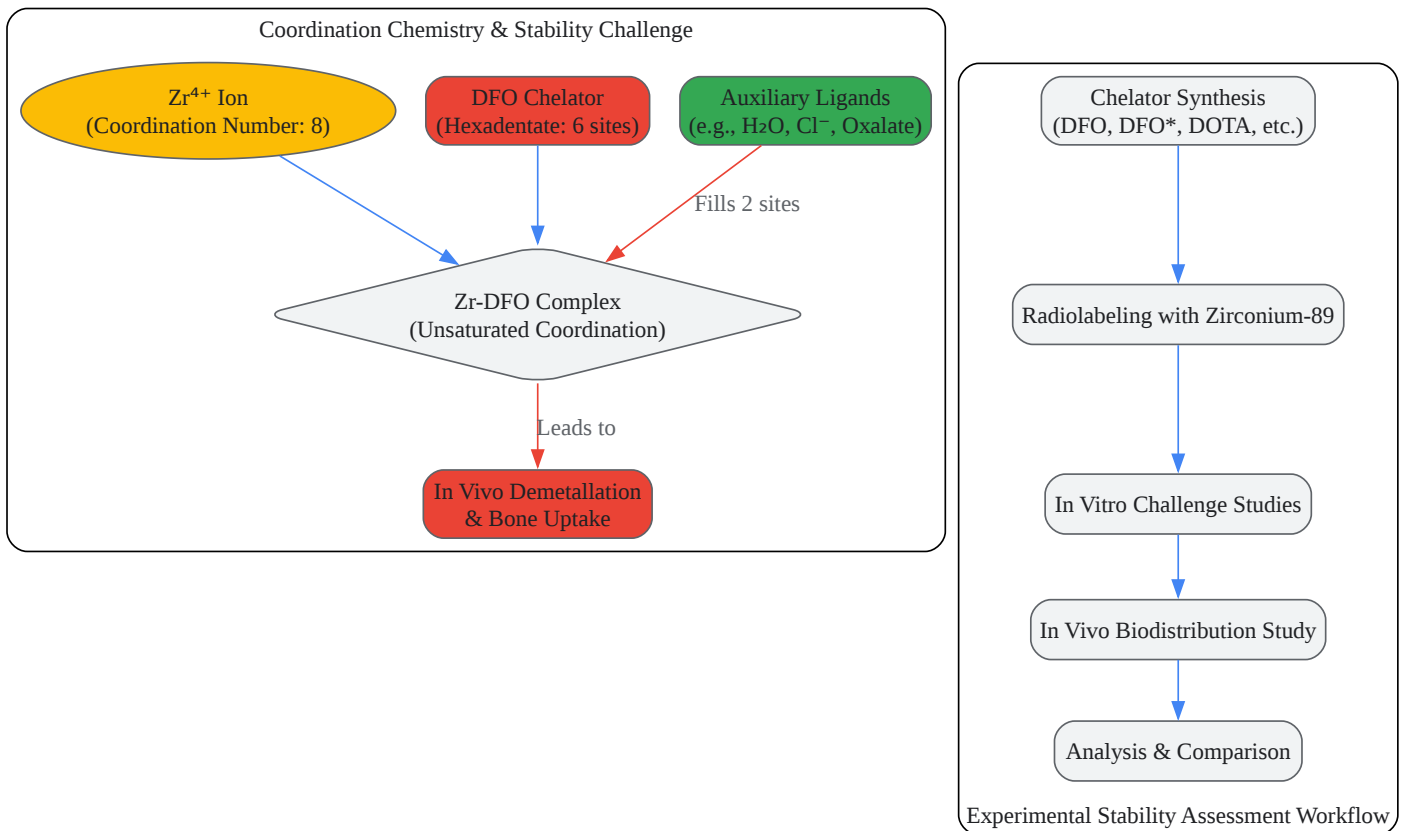 Coordination Chemistry & Stability Challenge
Zr⁴⁺ Ion
(Coordination Number: 8)
DFO Chelator
(Hexadentate: 6 sites)
Auxiliary Ligands
(e.g., H₂O, Cl⁻, Oxalate)
Fills 2 sites
Zr-DFO Complex
(Unsaturated Coordination)
Leads to
In Vivo Demetallation
& Bone Uptake
Chelator Synthesis
(DFO, DFO*, DOTA, etc.)
Radiolabeling with Zirconium-89
In Vitro Challenge Studies
In Vivo Biodistribution Study
Analysis & Comparison
Experimental Stability Assessment Workflow